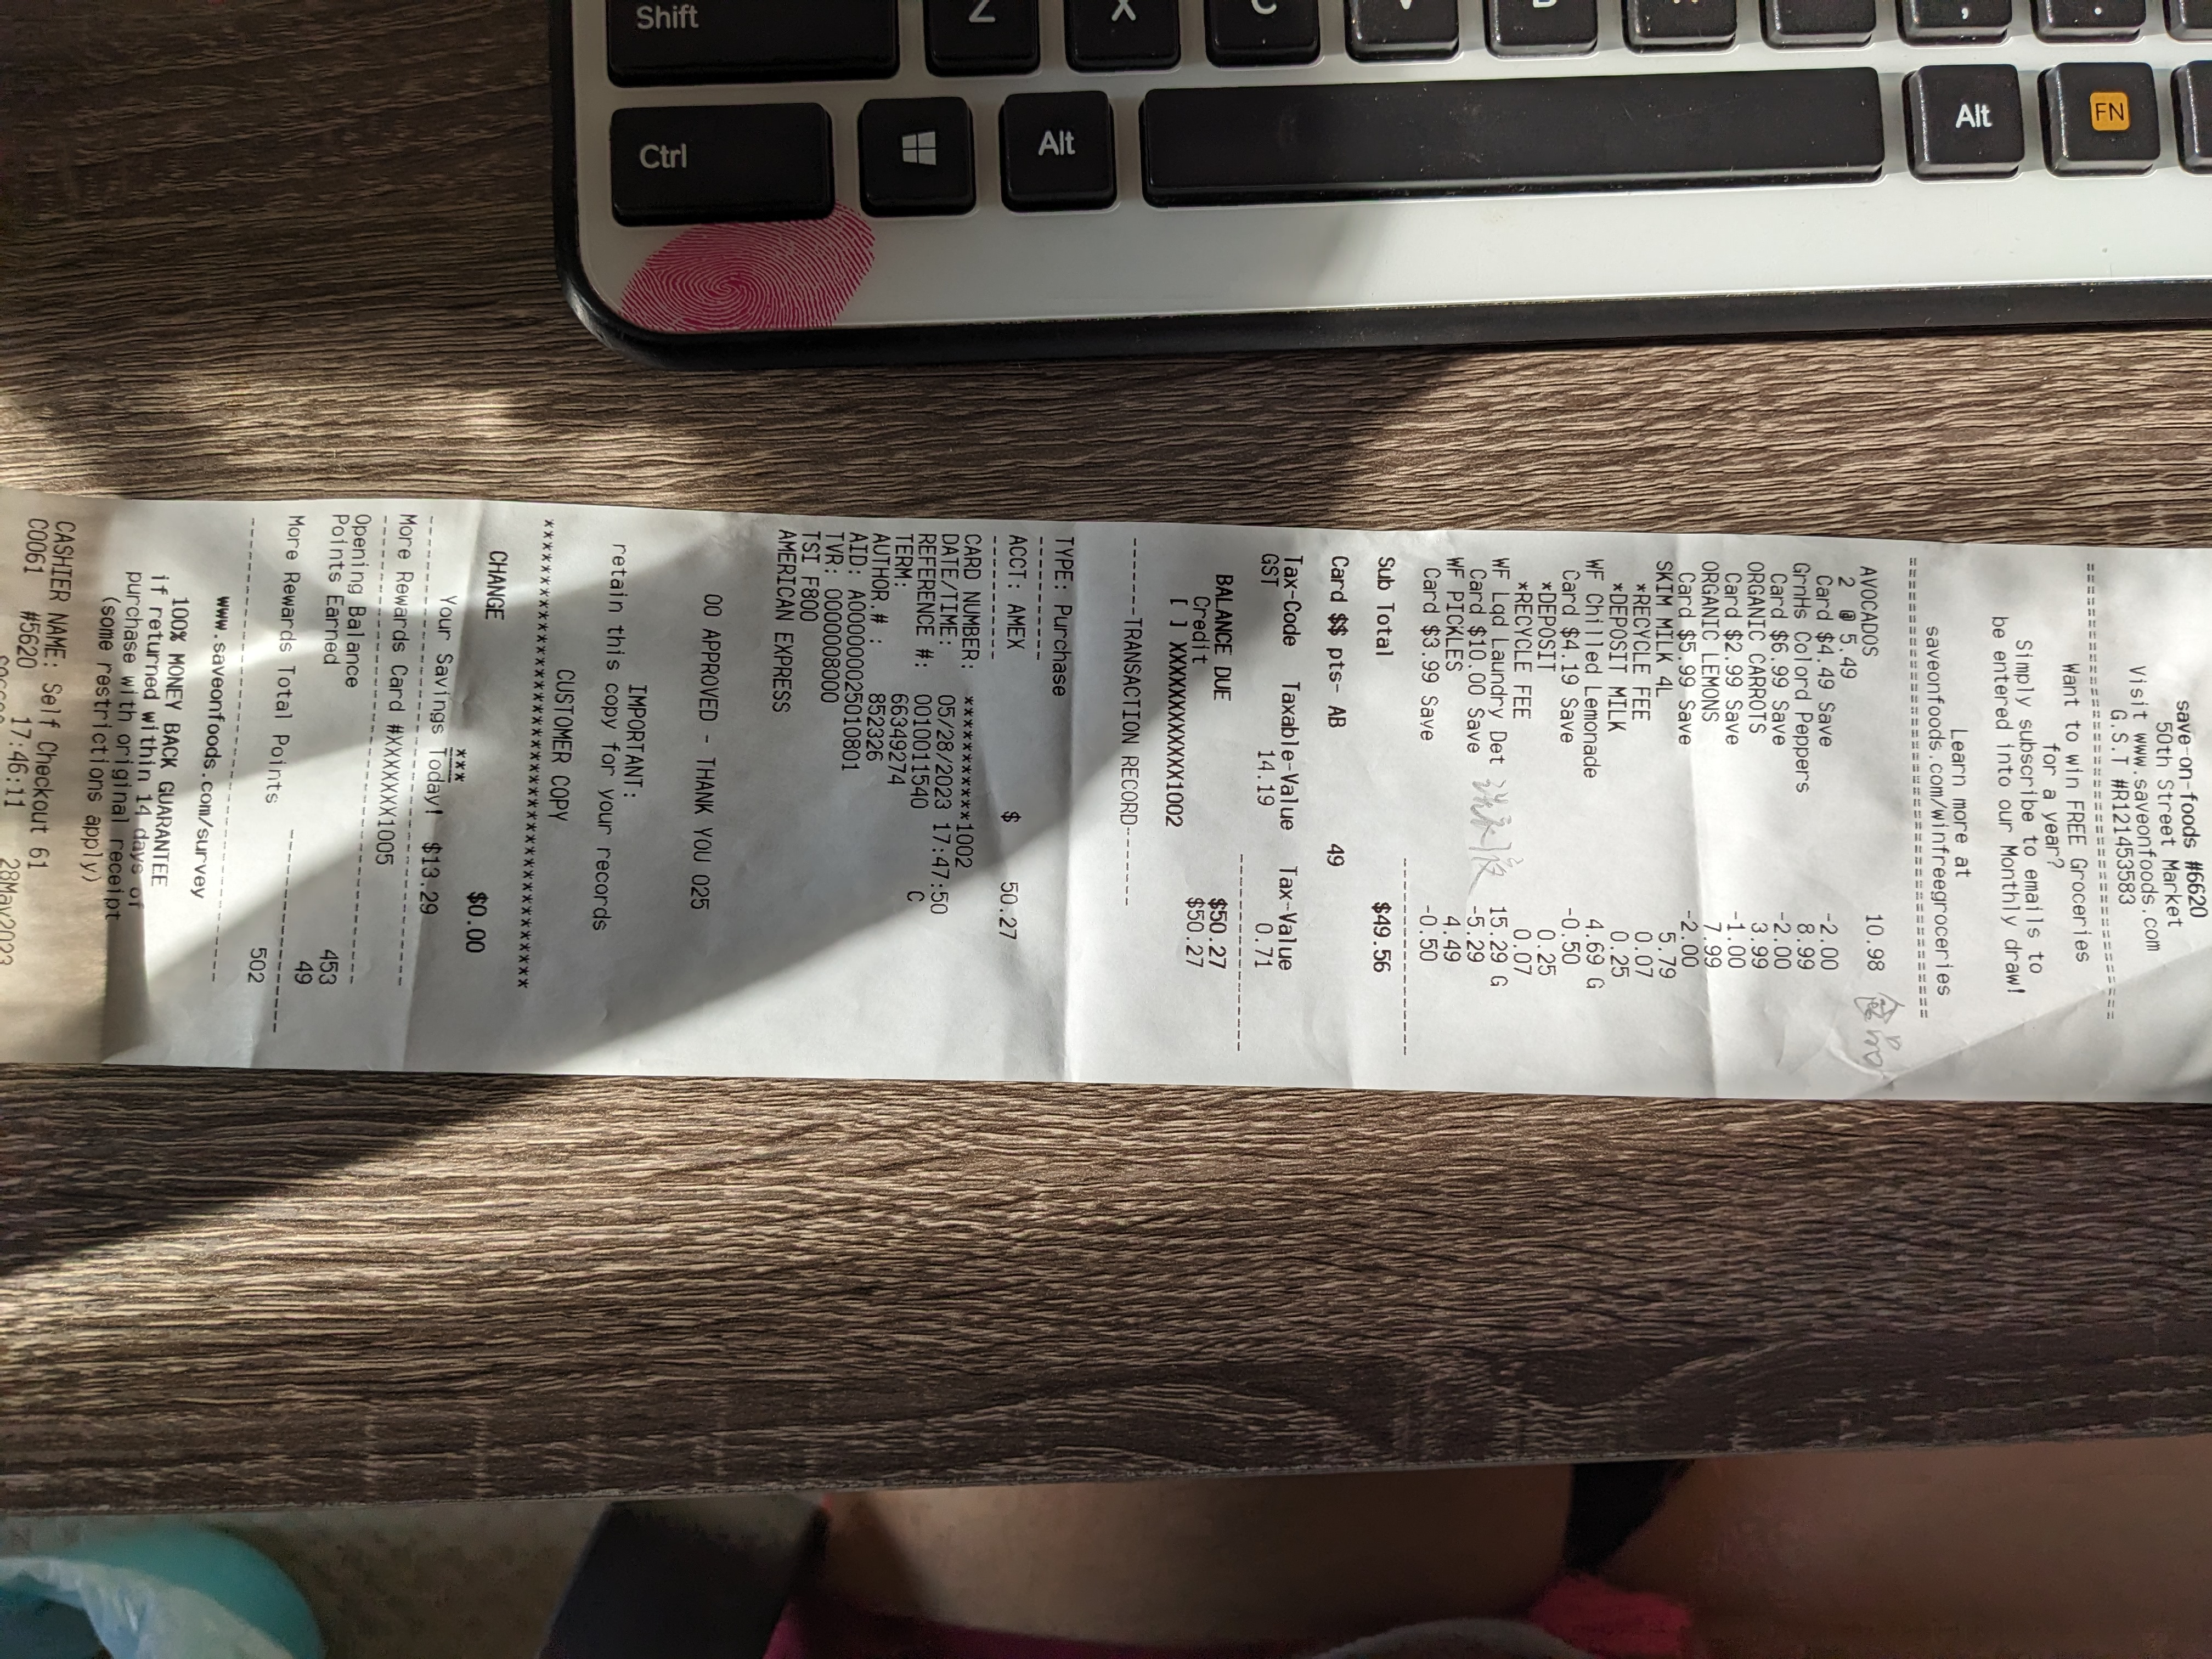 Shift
Z
X
C
Ctrl
Alt
Alt
FN
save-on-foods #6620
50th Street Market
Visit www.saveonfoods.com
G.S.T #R121453583
==================================
Want to win FREE Groceries
for a year?
Simply subscribe to emails to
be entered into our Monthly draw!
Learn more at
saveonfoods.com/winfreegroceries
==================================
AVOCADOS 10.98 食物
2 @ 5.49
Card $4.49 Save -2.00
GrnHs Colord Peppers 8.99
Card $6.99 Save -2.00
ORGANIC CARROTS 3.99
Card $2.99 Save -1.00
ORGANIC LEMONS 7.99
Card $5.99 Save -2.00
SKIM MILK 4L 5.79
*RECYCLE FEE 0.07
*DEPOSIT MILK 0.25
WF Chilled Lemonade 4.69 G
Card $4.19 Save -0.50
*DEPOSIT 0.25
*RECYCLE FEE 0.07
WF Lqd Laundry Det 洗衣液 15.29 G
Card $10.00 Save -5.29
WF PICKLES 4.49
Card $3.99 Save -0.50
Sub Total $49.56
Card $$ pts- AB 49
Tax-Code Taxable-Value Tax-Value
GST 14.19 0.71
BALANCE DUE $50.27
Credit $50.27
[ ] XXXXXXXXXXX1002
------TRANSACTION RECORD------
TYPE: Purchase
ACCT: AMEX $ 50.27
CARD NUMBER: ***********1002
DATE/TIME: 05/28/2023 17:47:50
REFERENCE #: 0010011540 C
TERM: 66349274
AUTHOR.# : 852326
AID: A000000025010801
TVR: 0000008000
TSI F800
AMERICAN EXPRESS
00 APPROVED - THANK YOU 025
IMPORTANT:
retain this copy for your records
CUSTOMER COPY
****************************************
CHANGE $0.00
***
Your Savings Today! $13.29
More Rewards Card #XXXXXXX1005
Opening Balance 453
Points Earned 49
More Rewards Total Points 502
www.saveonfoods.com/survey
100% MONEY BACK GUARANTEE
if returned within 14 days of
purchase with original receipt
(some restrictions apply)
CASHIER NAME: Self Checkout 61
C0061 #5620 17:46:11 28May2023